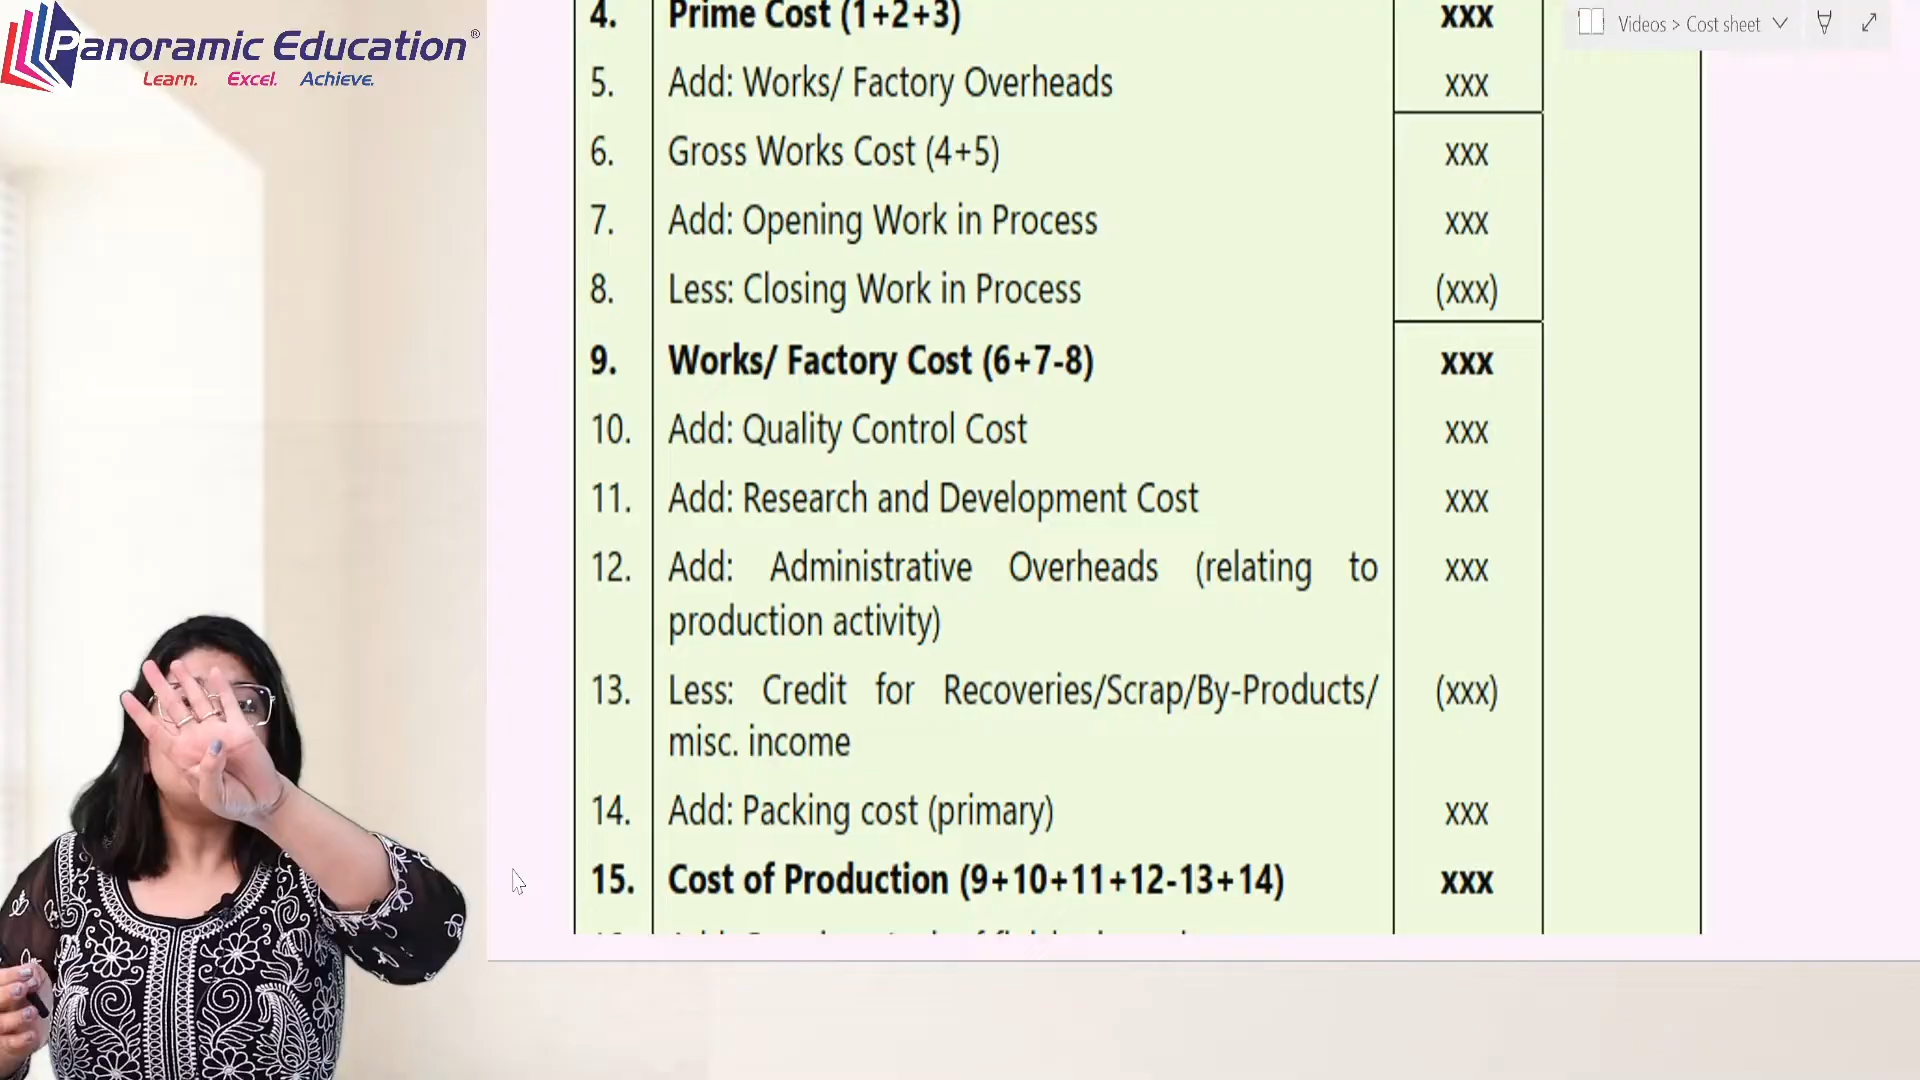 Panoramic Education®
Learn. Excel. Achieve.
Videos > Cost sheet
4. Prime Cost (1+2+3) xxx
5. Add: Works/ Factory Overheads xxx
6. Gross Works Cost (4+5) xxx
7. Add: Opening Work in Process xxx
8. Less: Closing Work in Process (xxx)
9. Works/ Factory Cost (6+7-8) xxx
10. Add: Quality Control Cost xxx
11. Add: Research and Development Cost xxx
12. Add: Administrative Overheads (relating to xxx
production activity)
13. Less: Credit for Recoveries/Scrap/By-Products/ (xxx)
misc. income
14. Add: Packing cost (primary) xxx
15. Cost of Production (9+10+11+12-13+14) xxx